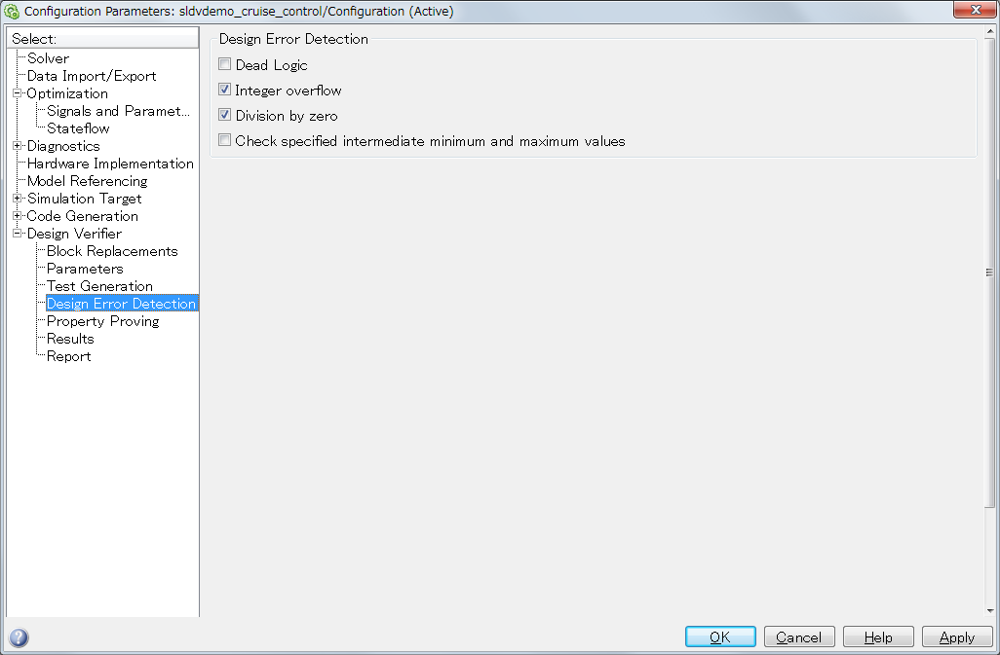 Configuration Parameters: sldvdemo_cruise_control/Configuration (Active)
Select:
Solver
Data Import/Export
Optimization
Signals and Paramet...
Stateflow
Diagnostics
Hardware Implementation
Model Referencing
Simulation Target
Code Generation
Design Verifier
Block Replacements
Parameters
Test Generation
Design Error Detection
Property Proving
Results
Report
Design Error Detection
Dead Logic
Integer overflow
Division by zero
Check specified intermediate minimum and maximum values
OK
Cancel
Help
Apply